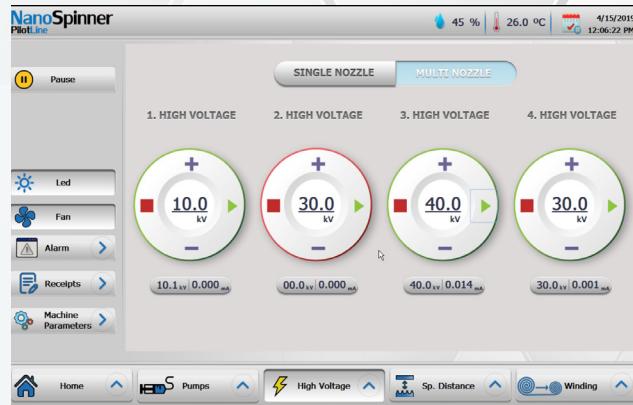 NanoSpinner
PilotLine
45 %
26.0 ºC
4/15/2019
12:06:22 PM
Pause
SINGLE NOZZLE
MULTI NOZZLE
1. HIGH VOLTAGE
2. HIGH VOLTAGE
3. HIGH VOLTAGE
4. HIGH VOLTAGE
10.0 kV
30.0 kV
40.0 kV
30.0 kV
10.1 kV 0.000 mA
00.0 kV 0.000 mA
40.0 kV 0.014 mA
30.0 kV 0.001 mA
Led
Fan
Alarm
Receipts
Machine
Parameters
Home
Pumps
High Voltage
Sp. Distance
Winding